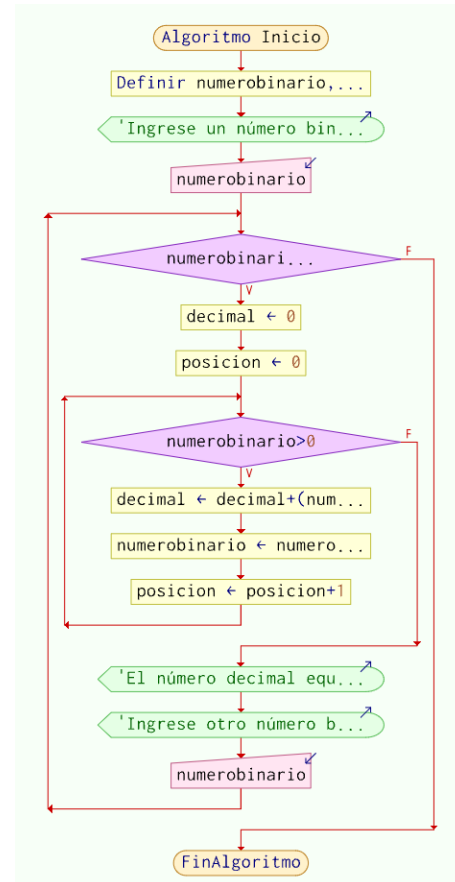 Algoritmo Inicio
Definir numerobinario,...
'Ingrese un número bin...
numerobinario
numerobinari...
F
V
decimal ← 0
posicion ← 0
numerobinario>0
F
V
decimal ← decimal+(num...
numerobinario ← numero...
posicion ← posicion+1
'El número decimal equ...
'Ingrese otro número b...
numerobinario
FinAlgoritmo